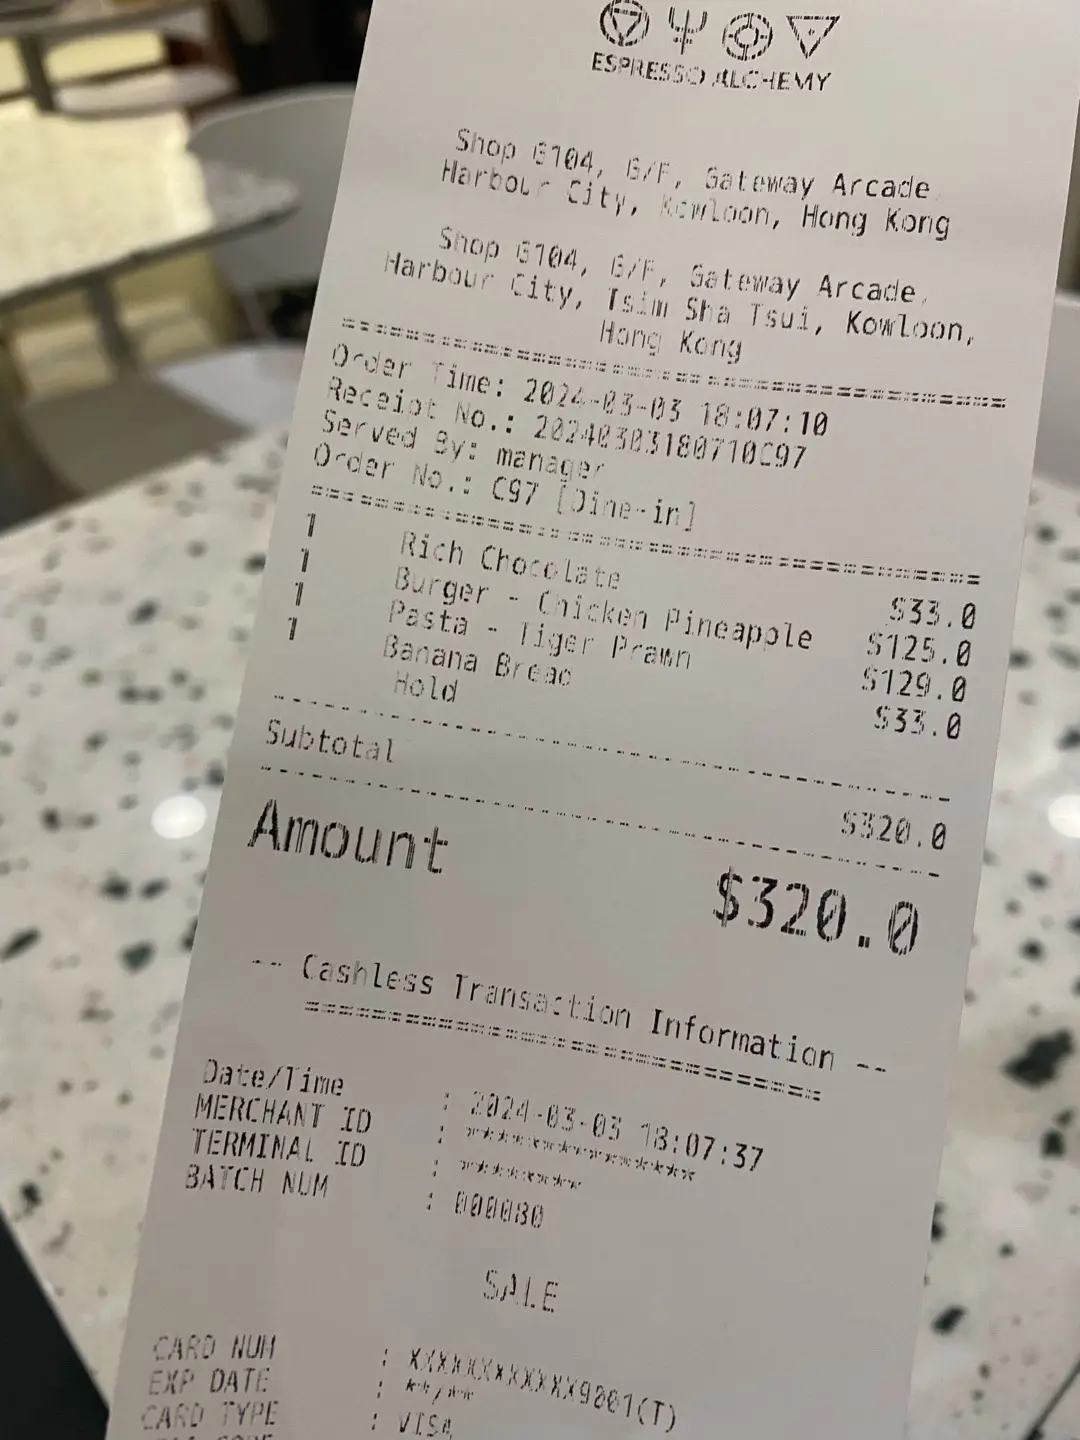 ESPRESSO ALCHEMY
Shop G104, G/F, Gateway Arcade,
Harbour City, Kowloon, Hong Kong
Shop G104, G/F, Gateway Arcade,
Harbour City, Tsim Sha Tsui, Kowloon,
Hong Kong
Order Time: 2024-03-03 18:07:10
Receipt No.: 20240303180710C97
Served By: manager
Order No.: C97 [Dine-in]
1 Rich Chocolate $33.0
1 Burger - Chicken Pineapple $125.0
1 Pasta - Tiger Prawn $129.0
1 Banana Bread $33.0
Hold
Subtotal $320.0
Amount $320.0
-- Cashless Transaction Information --
Date/Time : 2024-03-03 18:07:37
MERCHANT ID : ***************
TERMINAL ID : ********
BATCH NUM : 000080
SALE
CARD NUM : XXXXXXXXXXXX9001(T)
EXP DATE : **/**
CARD TYPE : VISA